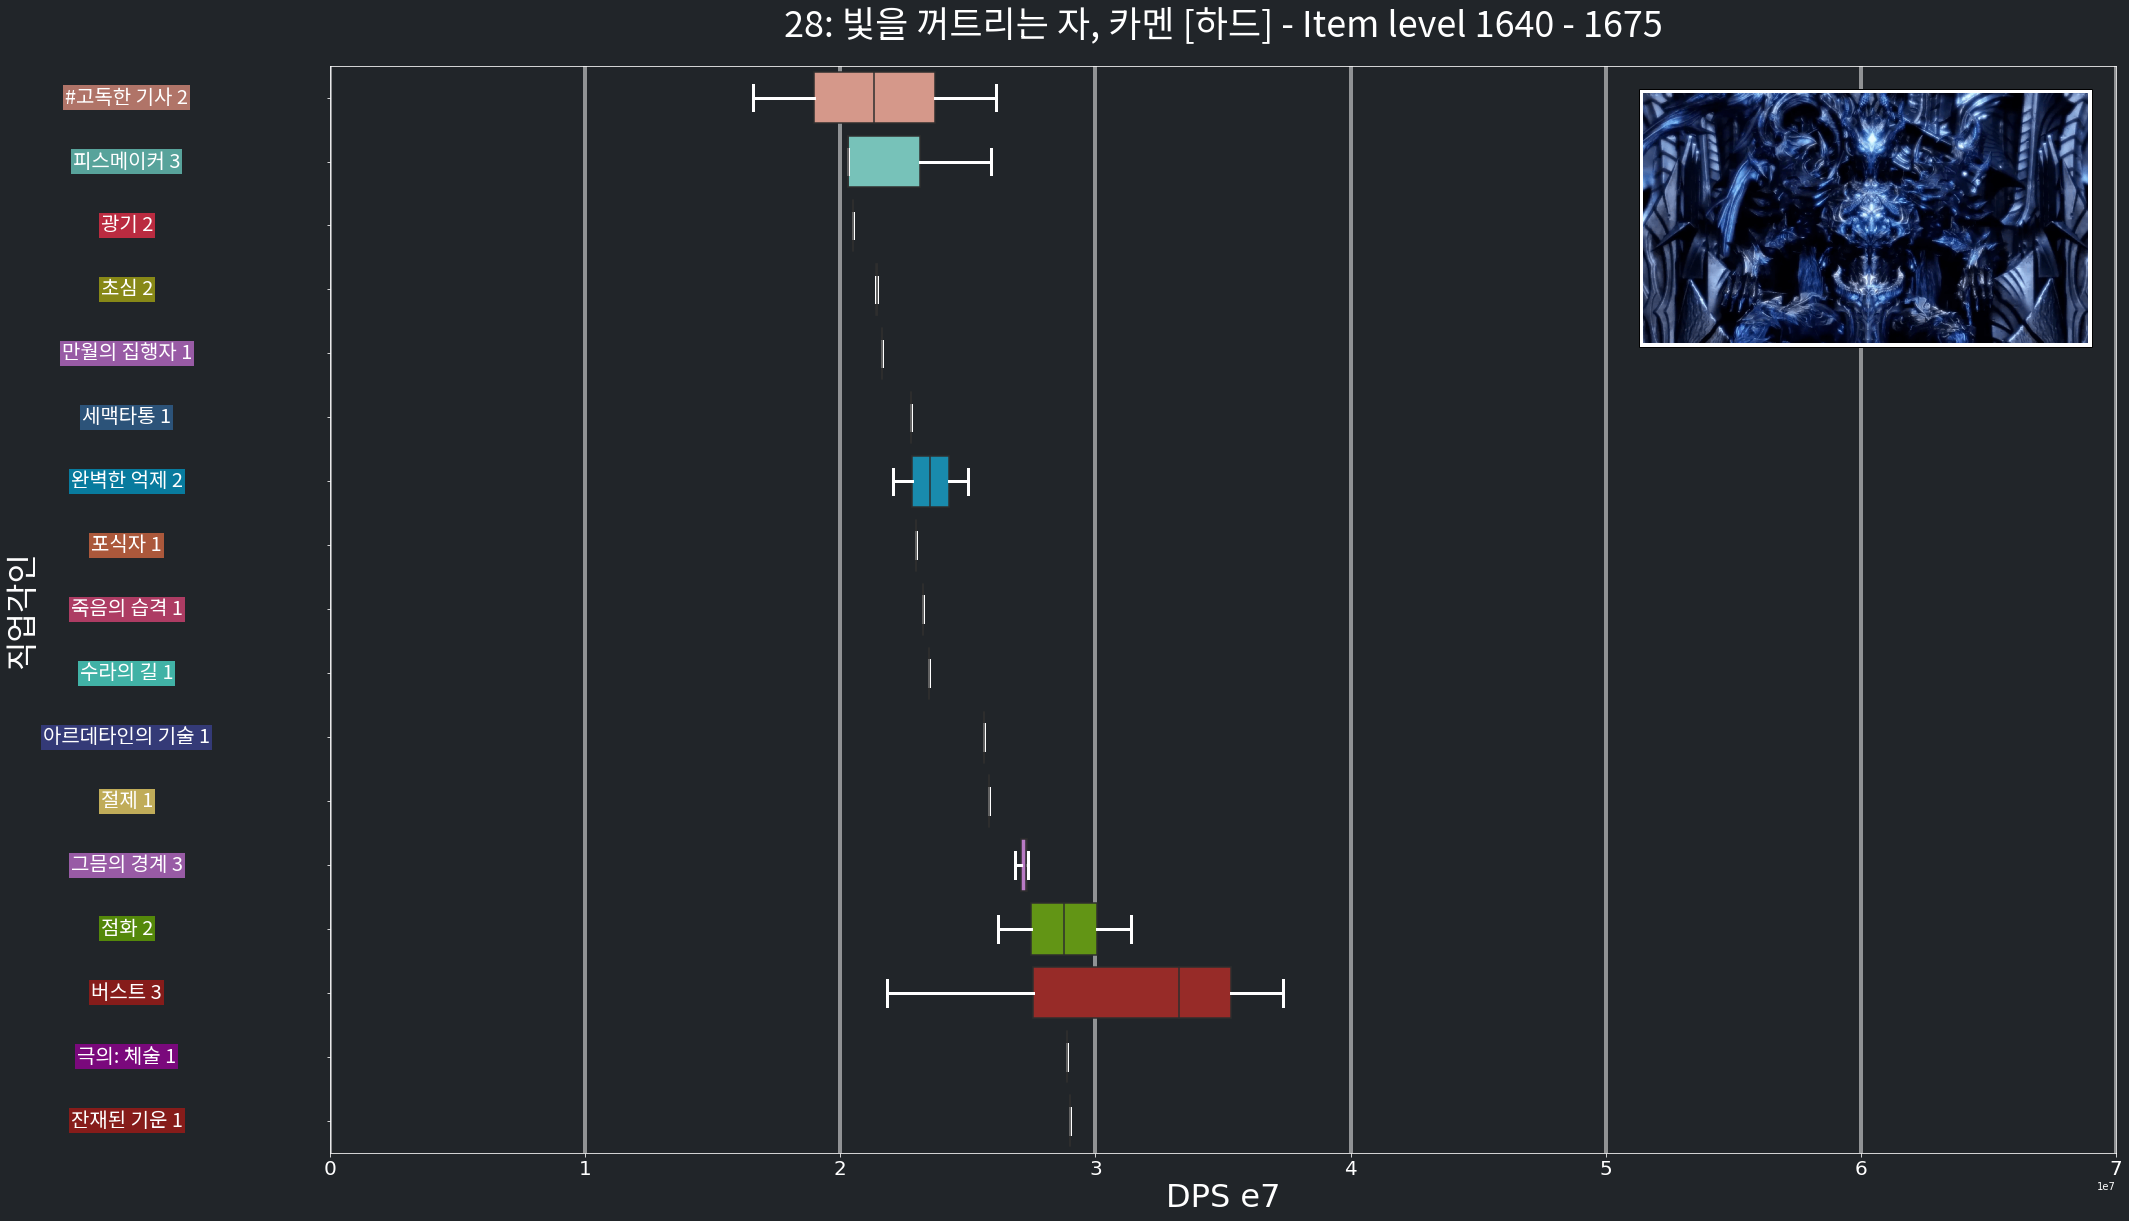 28: 빛을 꺼트리는 자, 카멘 [하드] - Item level 1640 - 1675
#고독한 기사 2
피스메이커 3
광기 2
초심 2
만월의 집행자 1
세맥타통 1
완벽한 억제 2
포식자 1
죽음의 습격 1
수라의 길 1
아르데타인의 기술 1
절제 1
그믐의 경계 3
점화 2
버스트 3
극의: 체술 1
잔재된 기운 1
직업각인
0 1 2 3 4 5 6 7
1e7
DPS e7